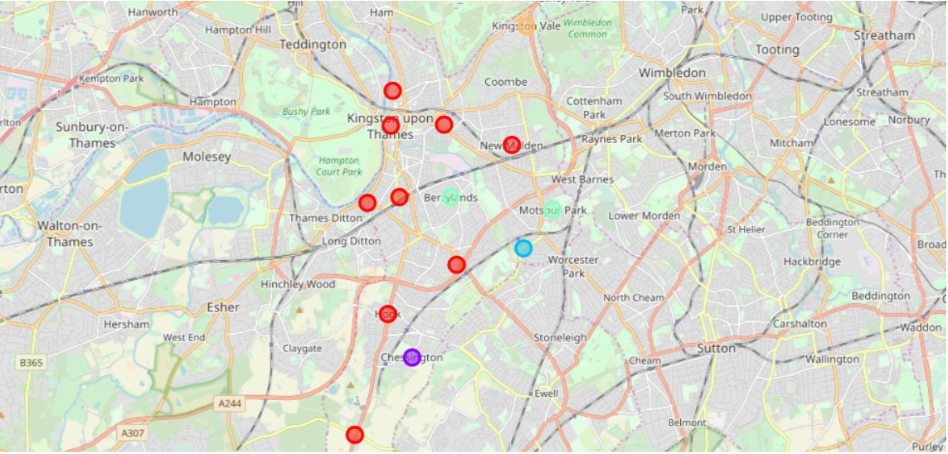 Hanworth
Hill
Ham
Kingston Vale
Wimbledon
Common
Park
Upper Tooting
Hampton Hill
Teddington
Tooting
Streatham
Kempton Park
Coombe
Wimbledon
Hampton
Bushy Park
Cottenham
Park
South Wimbledon
Streatham
Sunbury-on-
Thames
Kingston upon
Thames
Lonesome
Norbury
Raynes Park
Merton Park
Mitcham
New Malden
Molesey
Hampton
Court Park
Morden
West Barnes
Berrylands
Motspur Park
Thames Ditton
Lower Morden
Walton-on-
Thames
St Helier
Beddington
Corner
Long Ditton
Worcester
Park
Hackbridge
Broad
Hinchley Wood
North Cheam
Beddington
Esher
Hook
Hersham
West End
Stoneleigh
Carshalton
Waddon
Claygate
Chessington
Cheam
Sutton
Wallington
B365
Ewell
A244
Belmont
A307
Purley